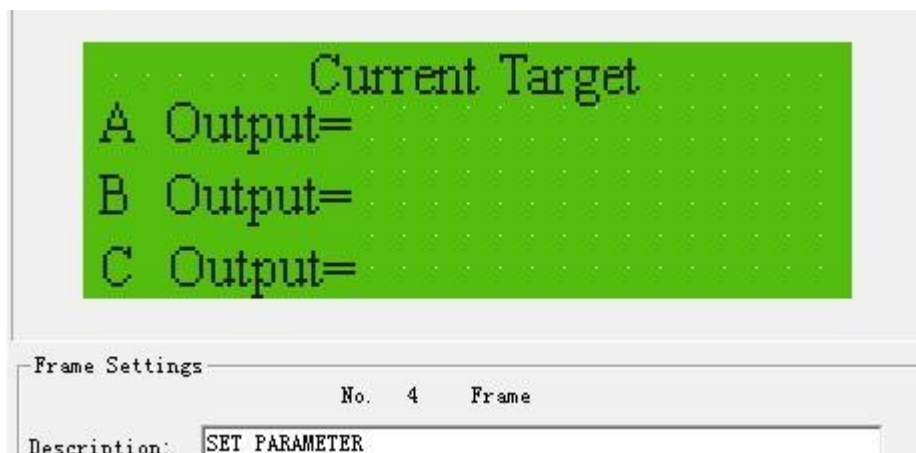 Current Target
A Output=
B Output=
C Output=
Frame Settings
No. 4 Frame
Description: SET PARAMETER